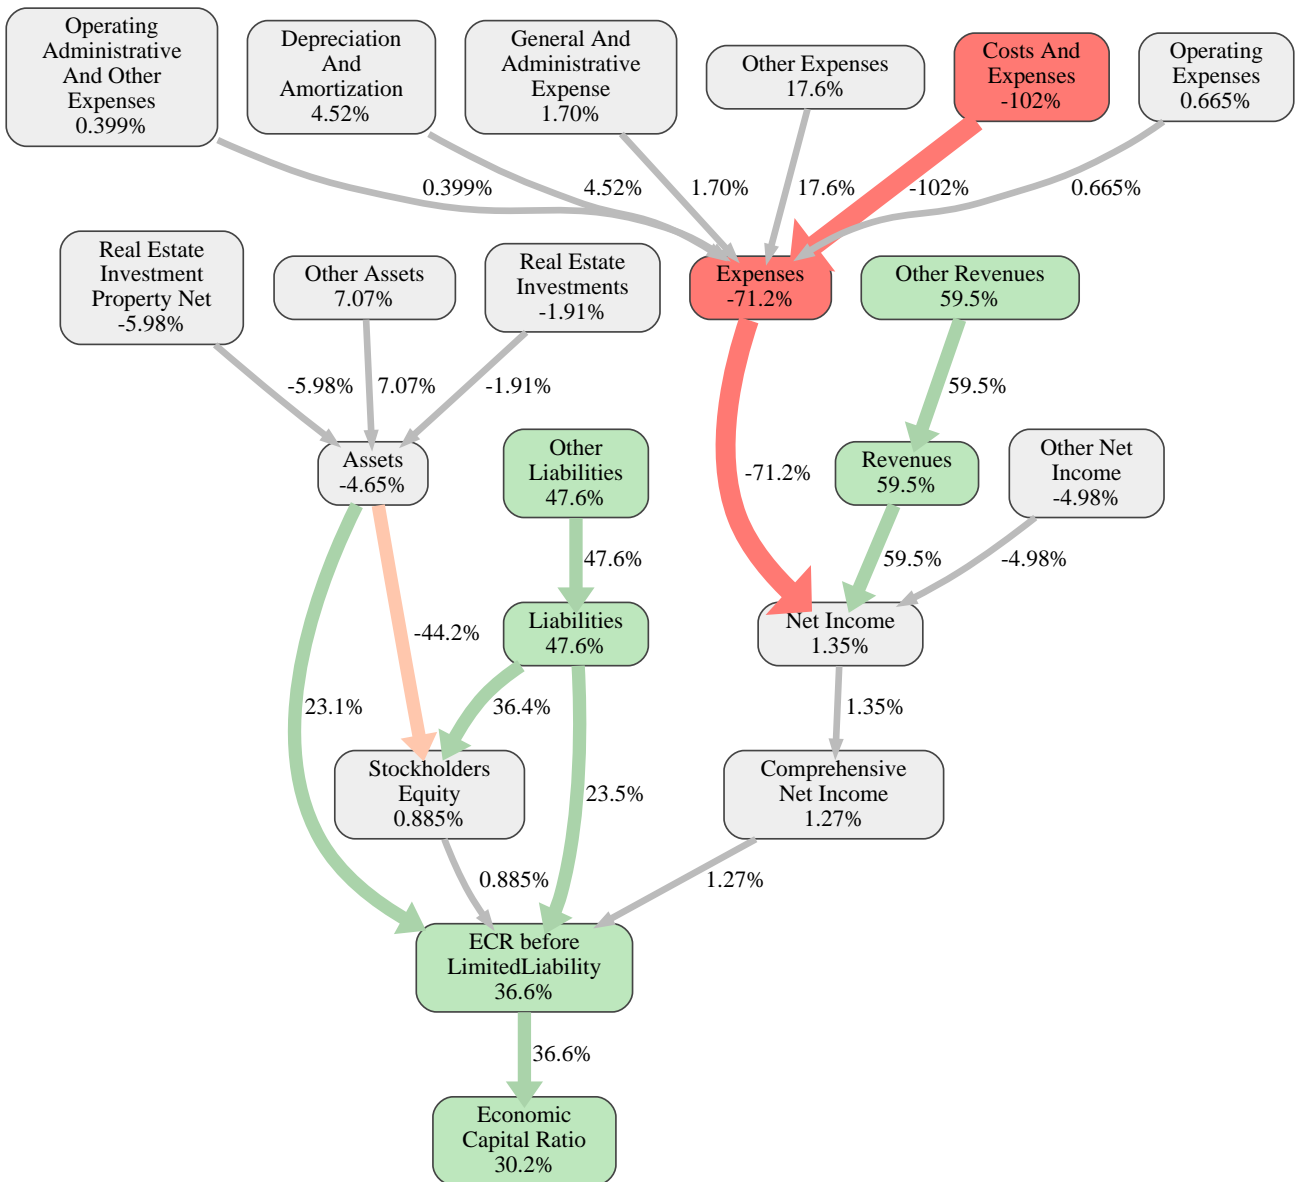 Operating
Administrative
And Other
Expenses
0.399%
Depreciation
And
Amortization
4.52%
General And
Administrative
Expense
1.70%
Other Expenses
17.6%
Costs And
Expenses
-102%
Operating
Expenses
0.665%
0.399%
4.52%
1.70%
17.6%
-102%
0.665%
Real Estate
Investment
Property Net
-5.98%
Other Assets
7.07%
Real Estate
Investments
-1.91%
Expenses
-71.2%
Other Revenues
59.5%
-5.98%
7.07%
-1.91%
-71.2%
59.5%
Assets
-4.65%
Other
Liabilities
47.6%
Revenues
59.5%
Other Net
Income
-4.98%
47.6%
59.5%
-4.98%
Liabilities
47.6%
Net Income
1.35%
23.1%
-44.2%
36.4%
23.5%
1.35%
Stockholders
Equity
0.885%
Comprehensive
Net Income
1.27%
0.885%
1.27%
ECR before
LimitedLiability
36.6%
36.6%
Economic
Capital Ratio
30.2%